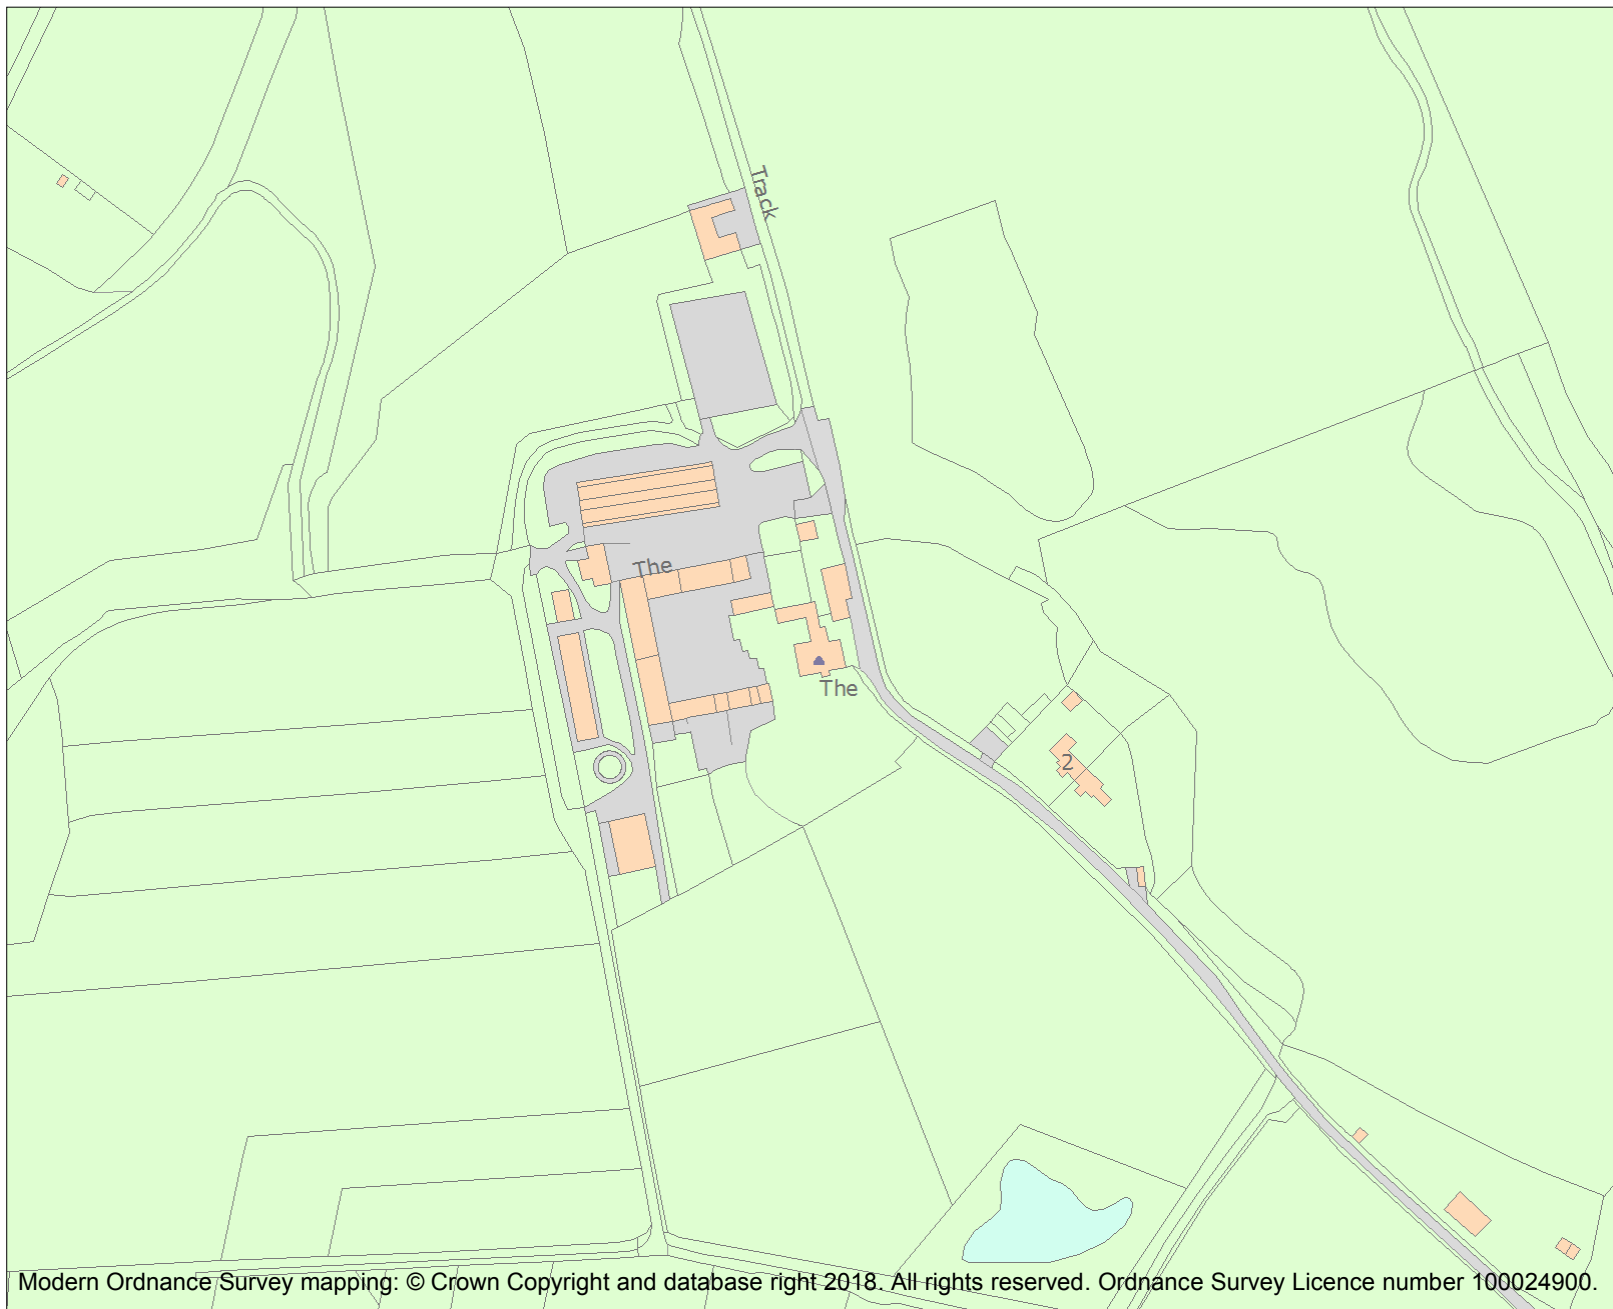 Track
The
The
2
Modern Ordnance Survey mapping: © Crown Copyright and database right 2018. All rights reserved. Ordnance Survey Licence number 100024900.